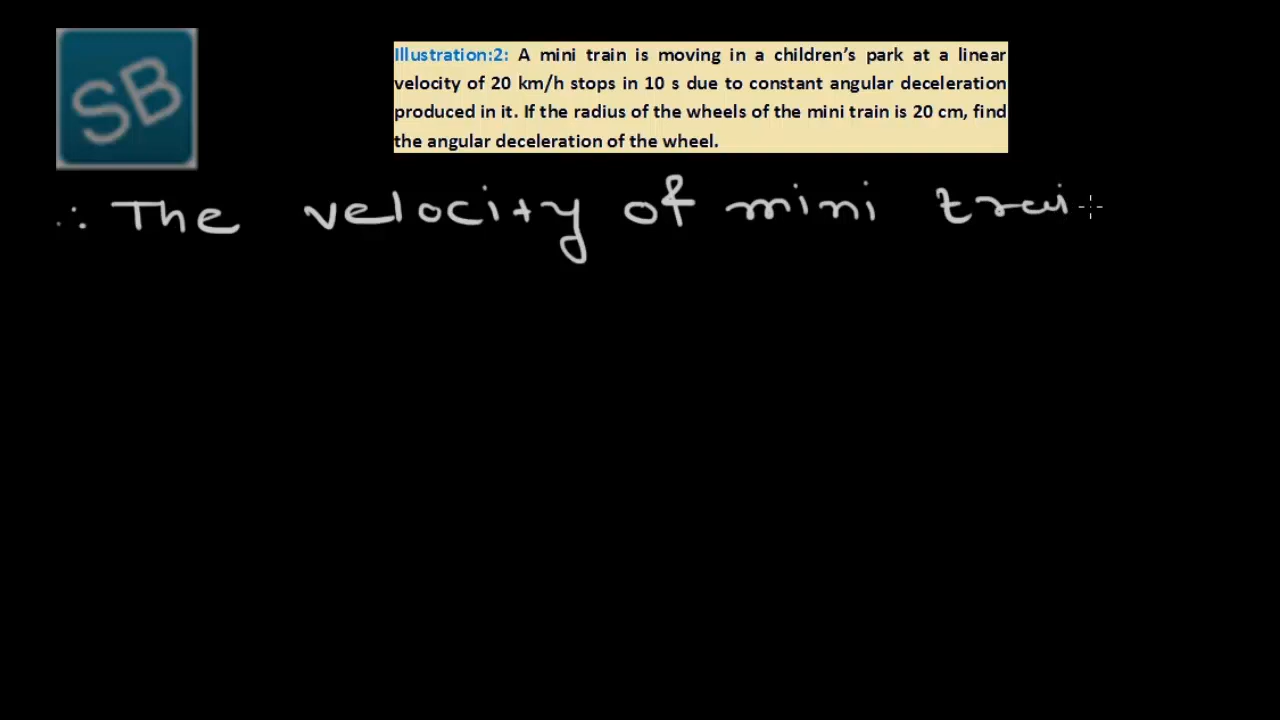 SB
Illustration:2: A mini train is moving in a children’s park at a linear
velocity of 20 km/h stops in 10 s due to constant angular deceleration
produced in it. If the radius of the wheels of the mini train is 20 cm, find
the angular deceleration of the wheel.
∴ The velocity of mini trai